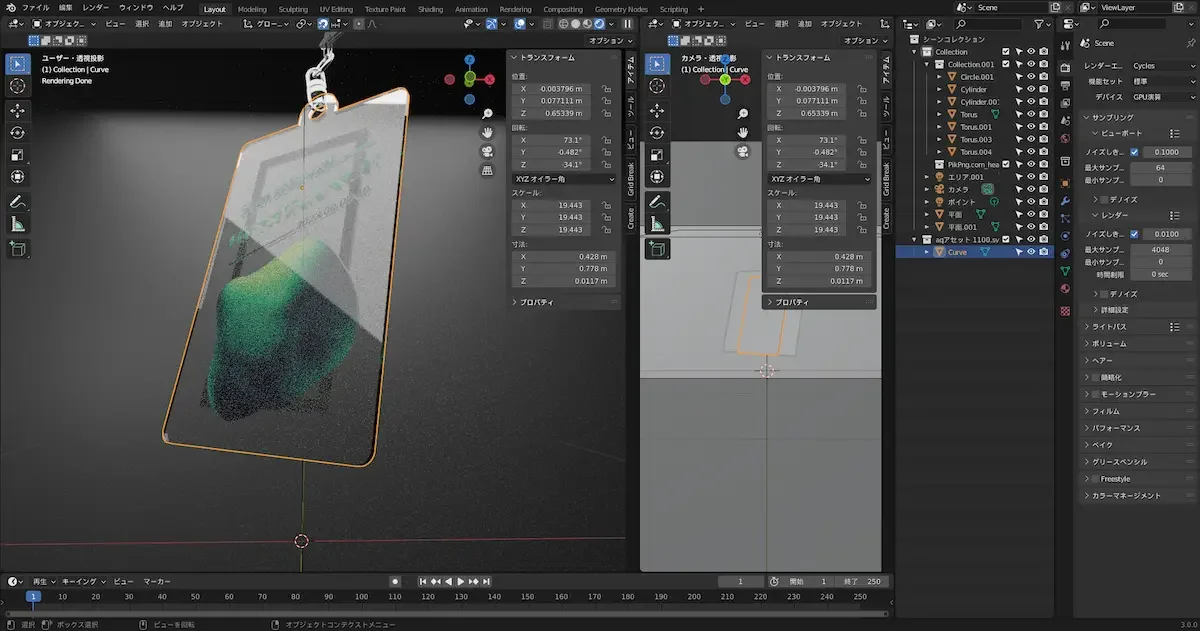 ファイル 編集 レンダー ウィンドウ ヘルプ Layout Modeling Sculpting UV Editing Texture Paint Shading Animation Rendering Compositing Geometry Nodes Scripting + Scene ViewLayer
オブジェク... ビュー 選択 追加 オブジェクト グロー...
オプション
ユーザー・透視投影
(1) Collection | Curve
Rendering Done
トランスフォーム
位置:
X -0.003796 m
Y 0.077111 m
Z 0.65339 m
回転:
X 73.1°
Y -0.482°
Z -34.1°
XYZ オイラー角
スケール:
X 19.443
Y 19.443
Z 19.443
寸法:
X 0.428 m
Y 0.778 m
Z 0.0117 m
プロパティ
アイテム
ツール
ビュー
Grid Break
Create
オブジェク... ビュー 選択 追加 オブジェクト
オプション
カメラ・透視投影
(1) Collection | Curve
トランスフォーム
位置:
X -0.003796 m
Y 0.077111 m
Z 0.65339 m
回転:
X 73.1°
Y -0.482°
Z -34.1°
XYZ オイラー角
スケール:
X 19.443
Y 19.443
Z 19.443
寸法:
X 0.428 m
Y 0.778 m
Z 0.0117 m
プロパティ
アイテム
ツール
ビュー
Grid Break
Create
シーンコレクション
Collection
Collection.001
Circle.001
Cylinder
Cylinder.00
Torus
Torus.001
Torus.003
Torus.004
PikPng.com_hea
エリア.001
カメラ
ポイント
平面
平面.001
aqアセット 1100.sv
Curve
Scene
レンダーエ... Cycles
機能セット 標準
デバイス GPU演算
サンプリング
ビューポート
ノイズしき... 0.1000
最大サンプ... 64
最小サンプ... 0
デノイズ
レンダー
ノイズしき... 0.0100
最大サンプ... 4048
最小サンプ... 0
時間制限 0 sec
デノイズ
詳細設定
ライトパス
ボリューム
ヘアー
簡略化
モーションブラー
フィルム
パフォーマンス
ベイク
グリースペンシル
Freestyle
カラーマネージメント
再生 キーイング ビュー マーカー 1 開始 1 終了 250
1 10 20 30 40 50 60 70 80 90 100 110 120 130 140 150 160 170 180 190 200 210 220 230 240 250
選択 ボックス選択 ビューを回転 オブジェクトコンテクストメニュー 3.0.0